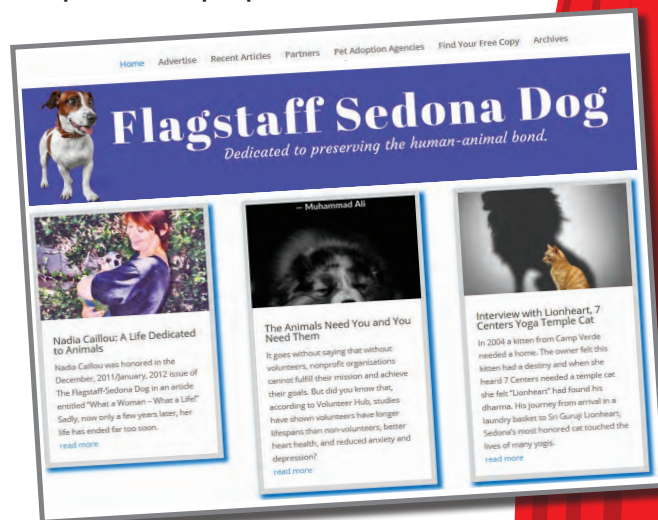 Home Advertise Recent Articles Partners Pet Adoption Agencies Find Your Free Copy Archives
Flagstaff Sedona Dog
Dedicated to preserving the human-animal bond.
Nadia Caillou: A Life Dedicated
to Animals
Nadia Caillou was honored in the
December, 2011/January, 2012 issue of
The Flagstaff-Sedona Dog in an article
entitled "What a Woman – What a Life!"
Sadly, now only a few years later, her
life has ended far too soon.
read more
— Muhammad Ali
The Animals Need You and You
Need Them
It goes without saying that without
volunteers, nonprofit organizations
cannot fulfill their mission and achieve
their goals. But did you know that,
according to Volunteer Hub, studies
have shown volunteers have longer
lifespans than non-volunteers, better
heart health, and reduced anxiety and
depression?
read more
Interview with Lionheart, 7
Centers Yoga Temple Cat
In 2004 a kitten from Camp Verde
needed a home. The owner felt this
kitten had a destiny and when she
heard 7 Centers needed a temple cat
she felt "Lionheart" had found his
dharma. His journey from arrival in a
laundry basket to Sri Guruji Lionheart,
Sedona's most honored cat touched the
lives of many yogis.
read more